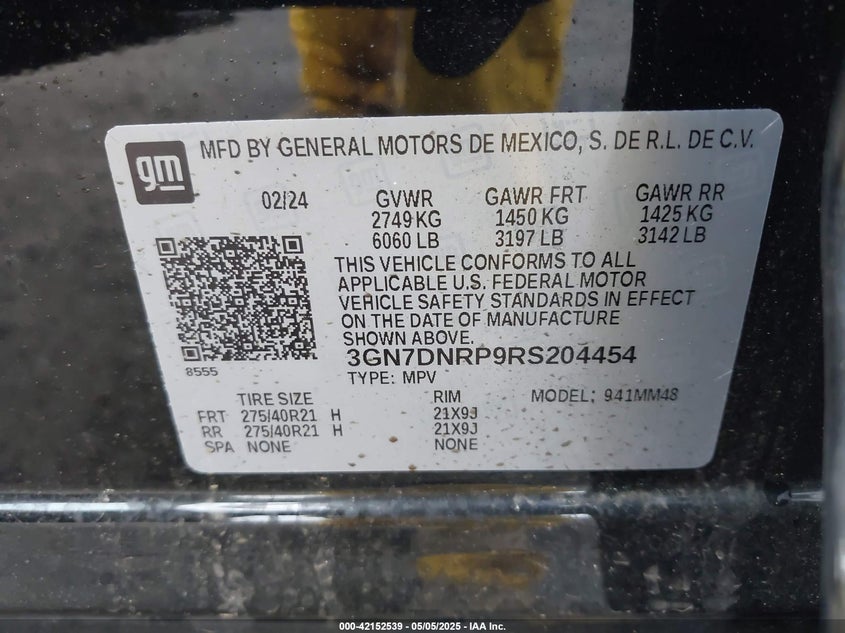 gm
MFD BY GENERAL MOTORS DE MEXICO, S. DE R.L. DE C.V.
02/24 GVWR GAWR FRT GAWR RR
2749 KG 1450 KG 1425 KG
6060 LB 3197 LB 3142 LB
THIS VEHICLE CONFORMS TO ALL
APPLICABLE U.S. FEDERAL MOTOR
VEHICLE SAFETY STANDARDS IN EFFECT
ON THE DATE OF MANUFACTURE
SHOWN ABOVE.
8555
3GN7DNRP9RS204454
TYPE: MPV
TIRE SIZE RIM MODEL: 941MM48
FRT 275/40R21 H 21X9J
RR 275/40R21 H 21X9J
SPA NONE NONE
000-42152539 - 05/05/2025 - IAA Inc.